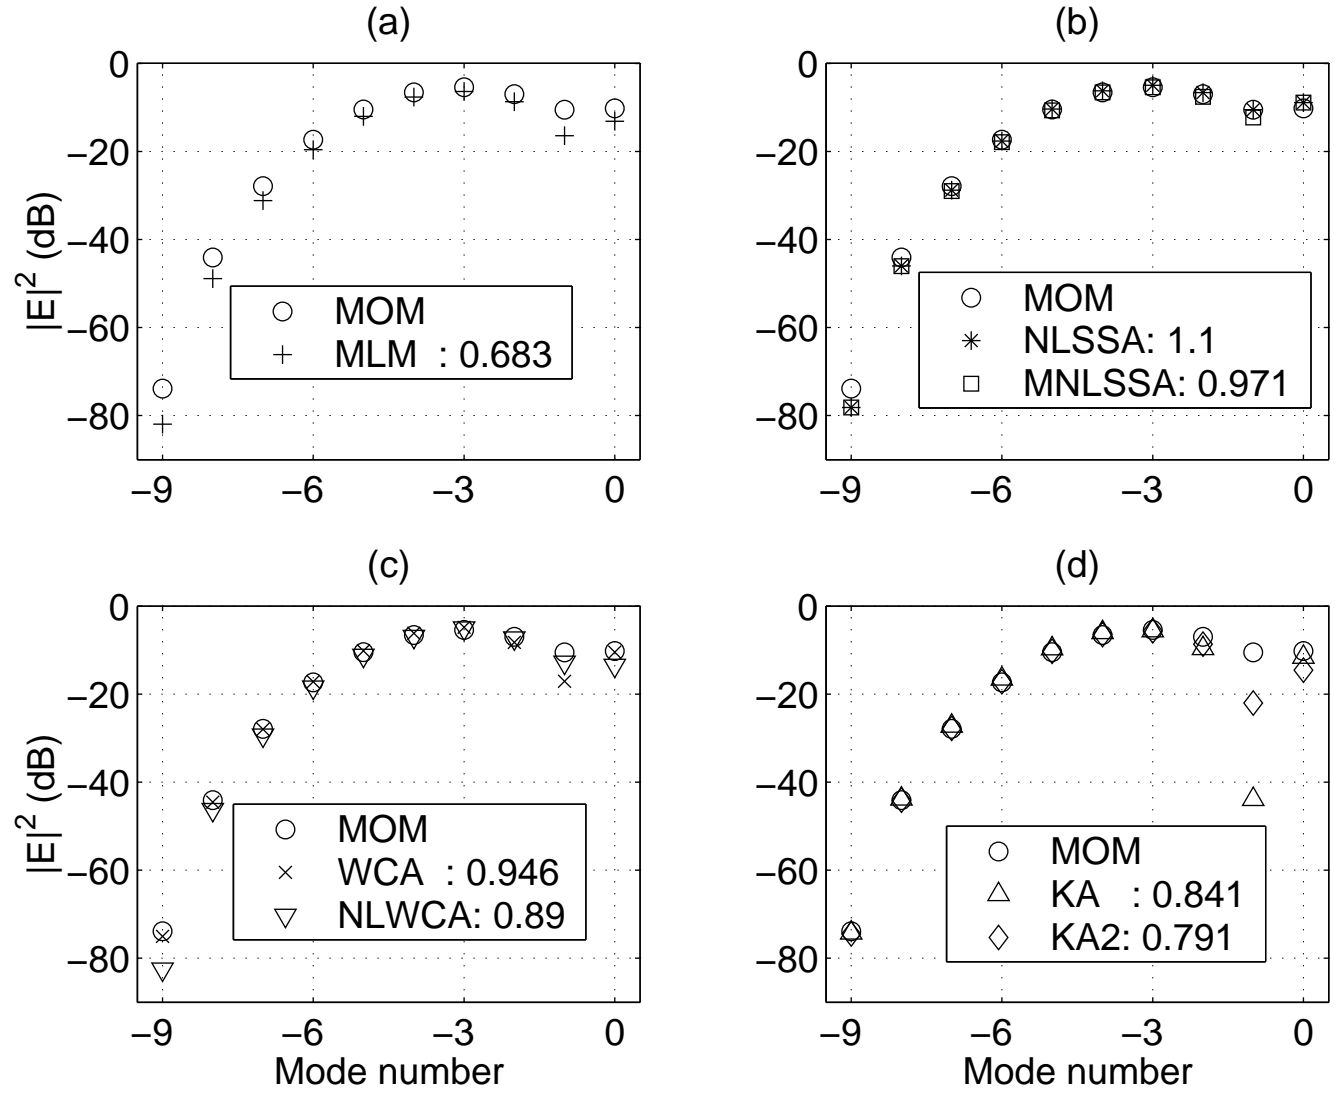 (a)
0
−20
−40
−60
−80
|E|² (dB)
−9
−6
−3
0
MOM
MLM : 0.683
(b)
0
−20
−40
−60
−80
−9
−6
−3
0
MOM
NLSSA: 1.1
MNLSSA: 0.971
(c)
0
−20
−40
−60
−80
|E|² (dB)
−9
−6
−3
0
Mode number
MOM
WCA : 0.946
NLWCA: 0.89
(d)
0
−20
−40
−60
−80
−9
−6
−3
0
Mode number
MOM
KA : 0.841
KA2: 0.791